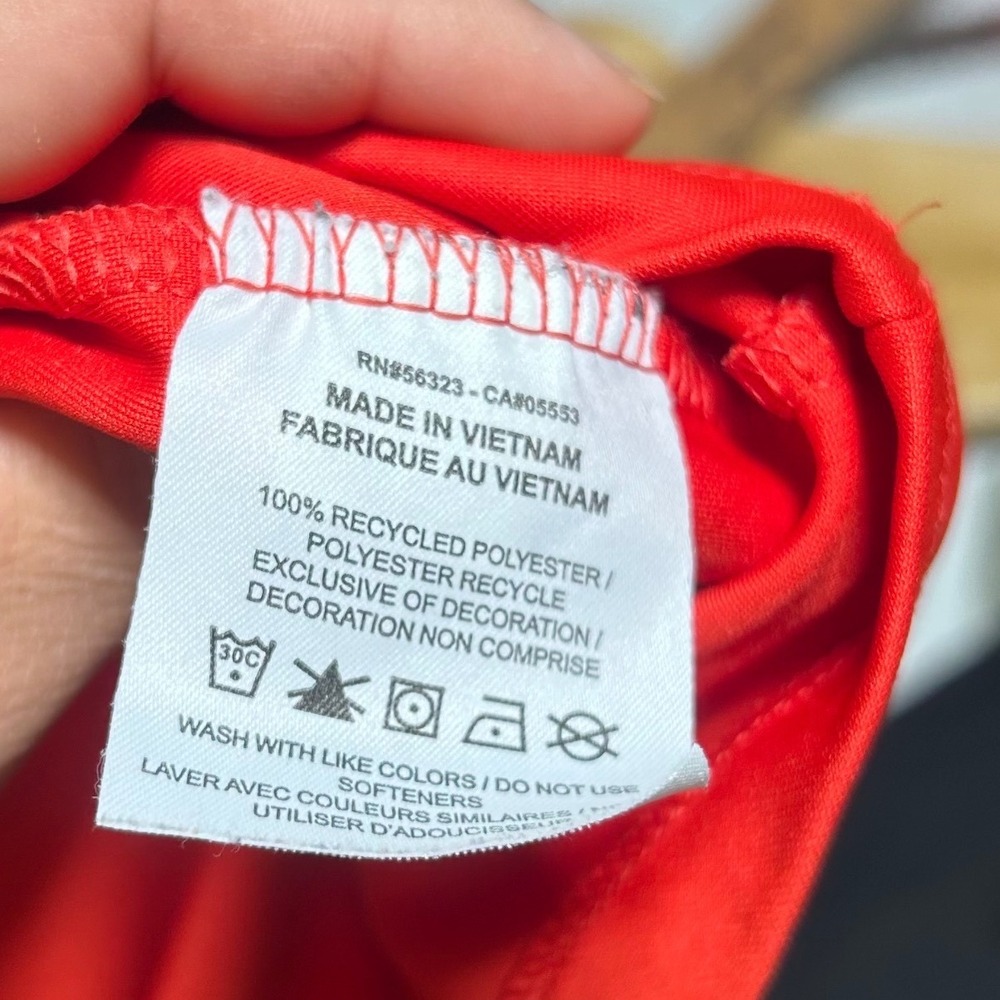 RN#56323 - CA#05553
MADE IN VIETNAM
FABRIQUE AU VIETNAM
100% RECYCLED POLYESTER /
POLYESTER RECYCLE
EXCLUSIVE OF DECORATION /
DECORATION NON COMPRISE
30C
WASH WITH LIKE COLORS / DO NOT USE
SOFTENERS
LAVER AVEC COULEURS SIMILAIRES /
UTILISER D'ADOUCISSEUR